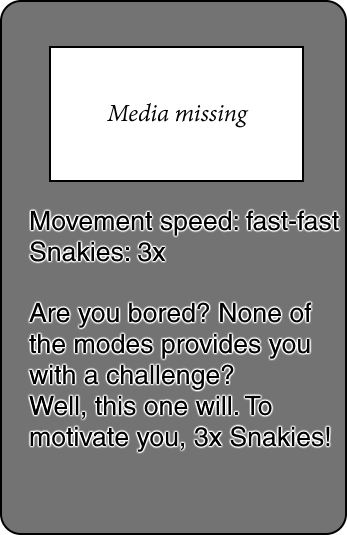 Media missing
Movement speed: fast-fast
Snakies: 3x
Are you bored? None of
the modes provides you
with a challenge?
Well, this one will. To
motivate you, 3x Snakies!